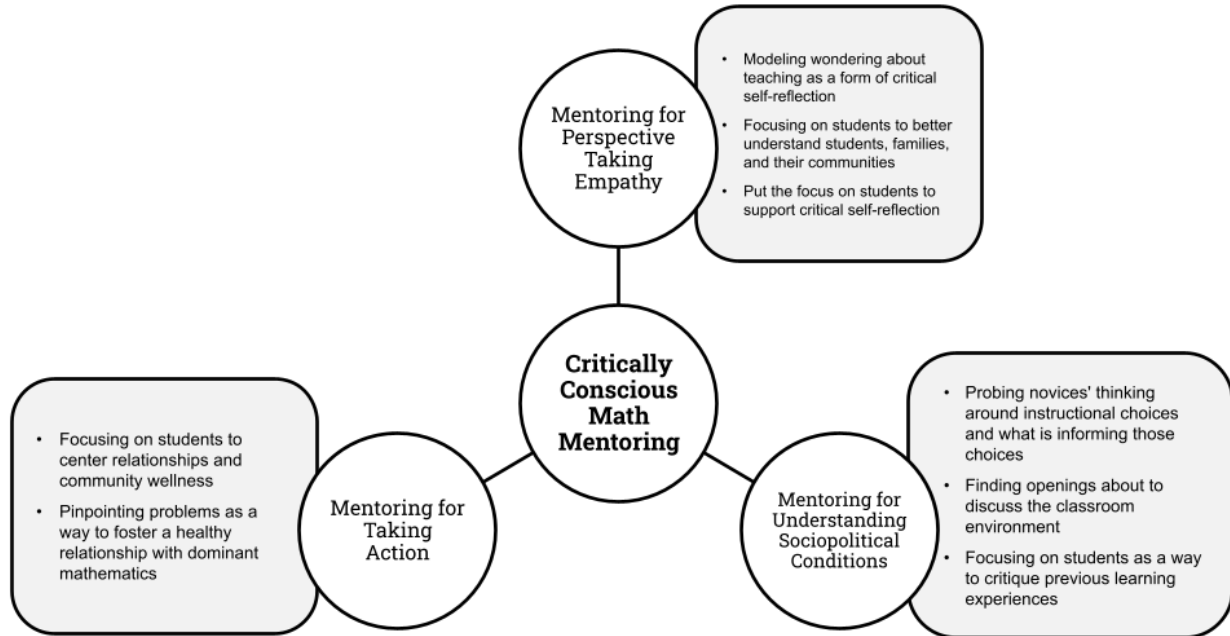 Mentoring for
Perspective
Taking
Empathy
• Modeling wondering about
teaching as a form of critical
self-reflection
• Focusing on students to better
understand students, families,
and their communities
• Put the focus on students to
support critical self-reflection
Critically
Conscious
Math
Mentoring
• Focusing on students to
center relationships and
community wellness
• Pinpointing problems as a
way to foster a healthy
relationship with dominant
mathematics
Mentoring for
Taking
Action
Mentoring for
Understanding
Sociopolitical
Conditions
• Probing novices' thinking
around instructional choices
and what is informing those
choices
• Finding openings about to
discuss the classroom
environment
• Focusing on students as a way
to critique previous learning
experiences